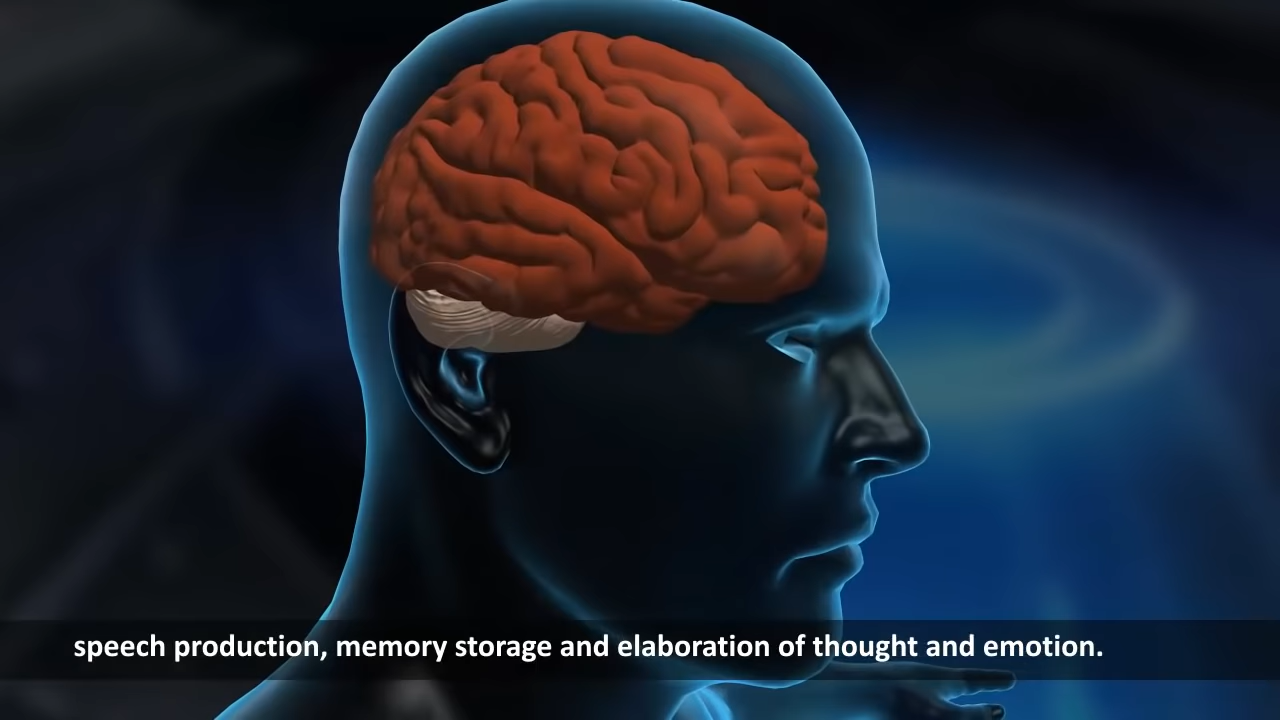 speech production, memory storage and elaboration of thought and emotion.